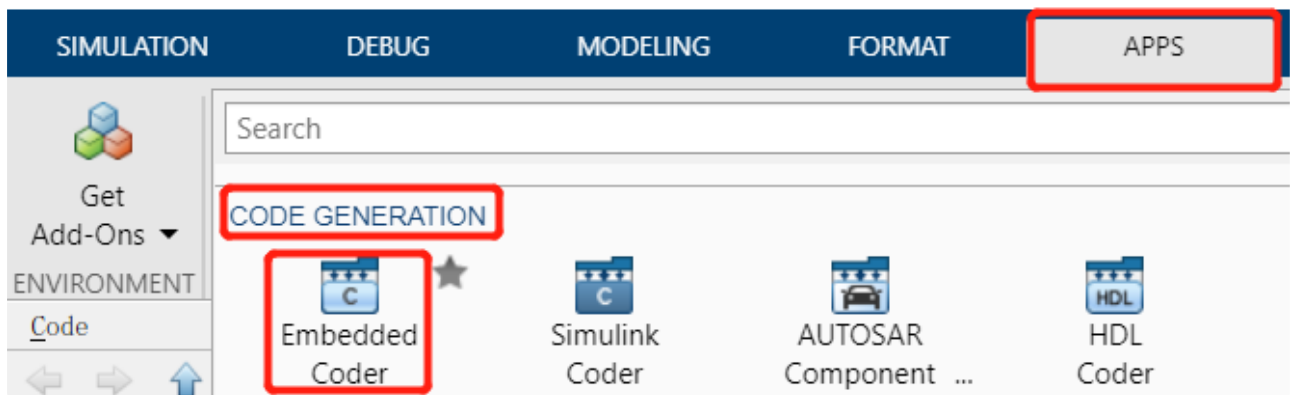 SIMULATION DEBUG MODELING FORMAT APPS
Search
Get
Add-Ons
ENVIRONMENT
Code
CODE GENERATION
C C HDL
Embedded Simulink AUTOSAR HDL
Coder Coder Component ... Coder